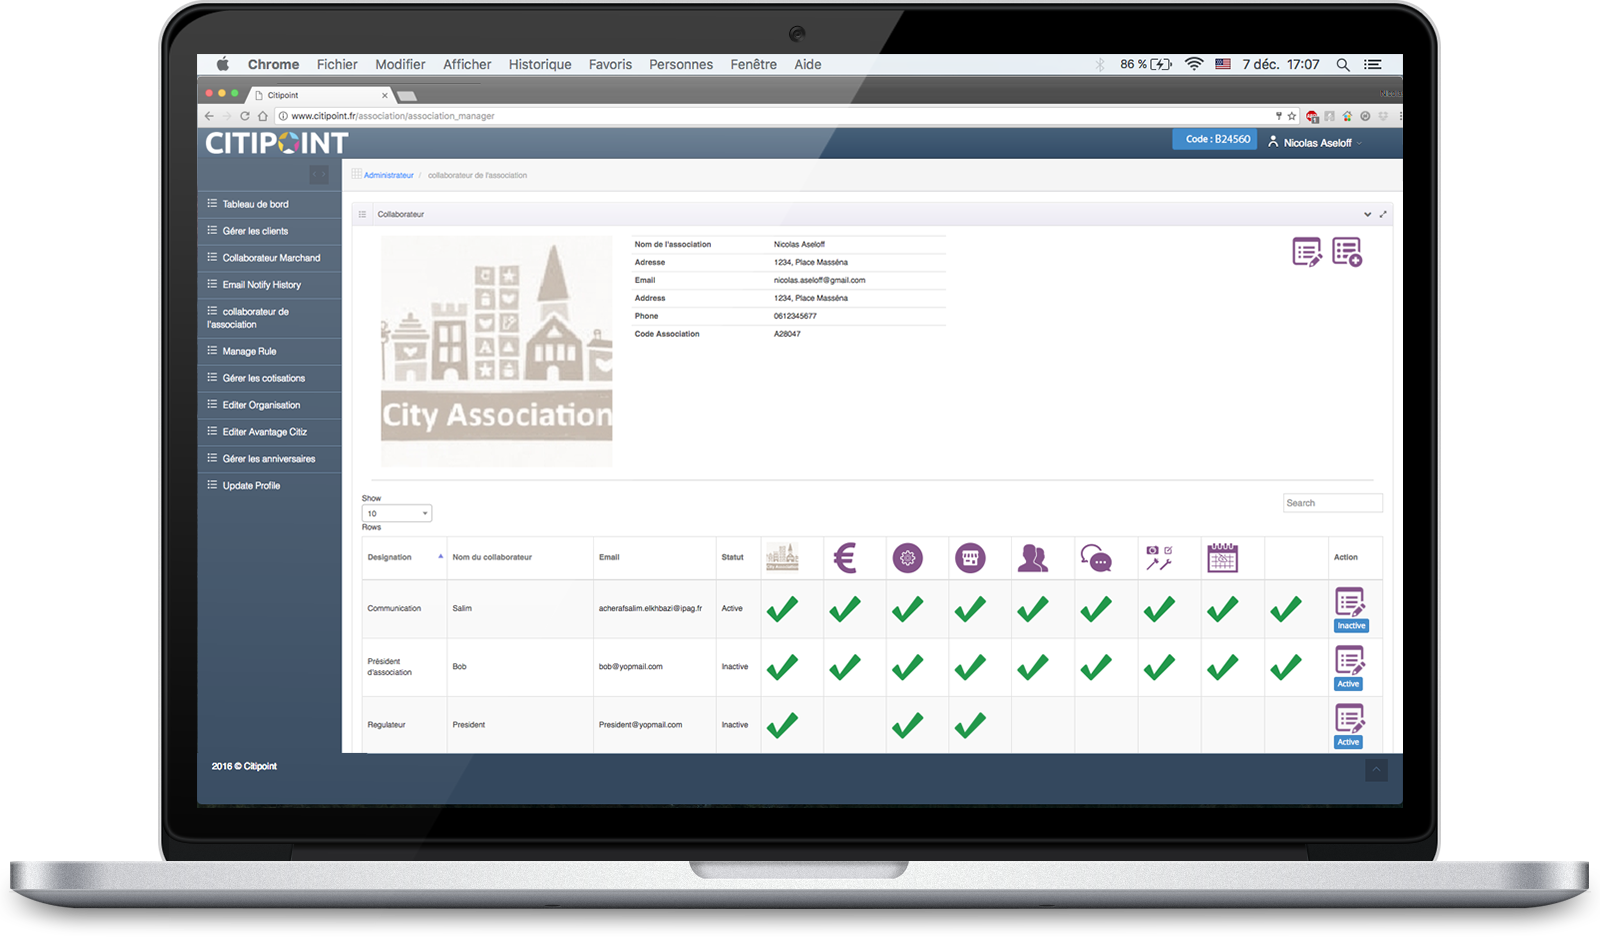 Chrome Fichier Modifier Afficher Historique Favoris Personnes Fenêtre Aide 86 % 7 déc. 17:07
Citipoint
www.citipoint.fr/association/association_manager
CITIPOINT Code : B24560 Nicolas Aseloff
Administrateur / collaborateur de l'association
Tableau de bord
Gérer les clients
Collaborateur Marchand
Email Notify History
collaborateur de
l'association
Manage Rule
Gérer les cotisations
Editer Organisation
Editer Avantage Citiz
Gérer les anniversaires
Update Profile
Collaborateur
City Association
Nom de l'association Nicolas Aseloff
Adresse 1234, Place Masséna
Email nicolas.aseloff@gmail.com
Address 1234, Place Masséna
Phone 0612345677
Code Association A28047
Show
10
Rows
Search
Designation Nom du collaborateur Email Statut City Association Action
Communication Salim acherafsalim.elkhbazi@ipag.fr Active Inactive
Président
d'association Bob bob@yopmail.com Inactive Active
Regulateur President President@yopmail.com Inactive Active
2016 © Citipoint